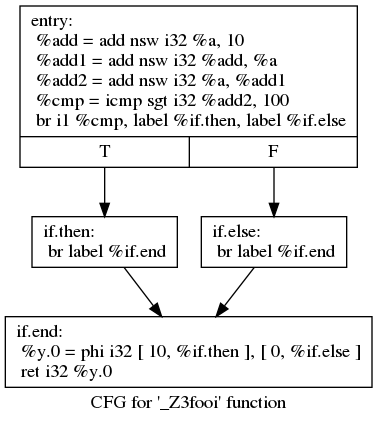 entry:
%add = add nsw i32 %a, 10
%add1 = add nsw i32 %add, %a
%add2 = add nsw i32 %a, %add1
%cmp = icmp sgt i32 %add2, 100
br i1 %cmp, label %if.then, label %if.else
T F
if.then:
br label %if.end
if.else:
br label %if.end
if.end:
%y.0 = phi i32 [ 10, %if.then ], [ 0, %if.else ]
ret i32 %y.0
CFG for '_Z3fooi' function